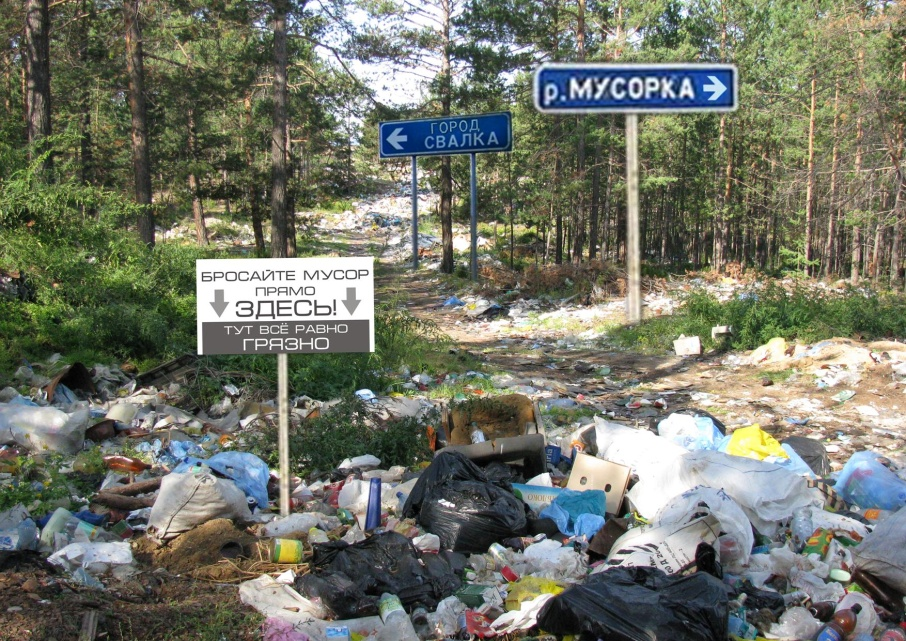 р. МУСОРКА
ГОРОД
СВАЛКА
БРОСАЙТЕ МУСОР
ПРЯМО
ЗДЕСЬ!
ТУТ ВСЁ РАВНО
ГРЯЗНО